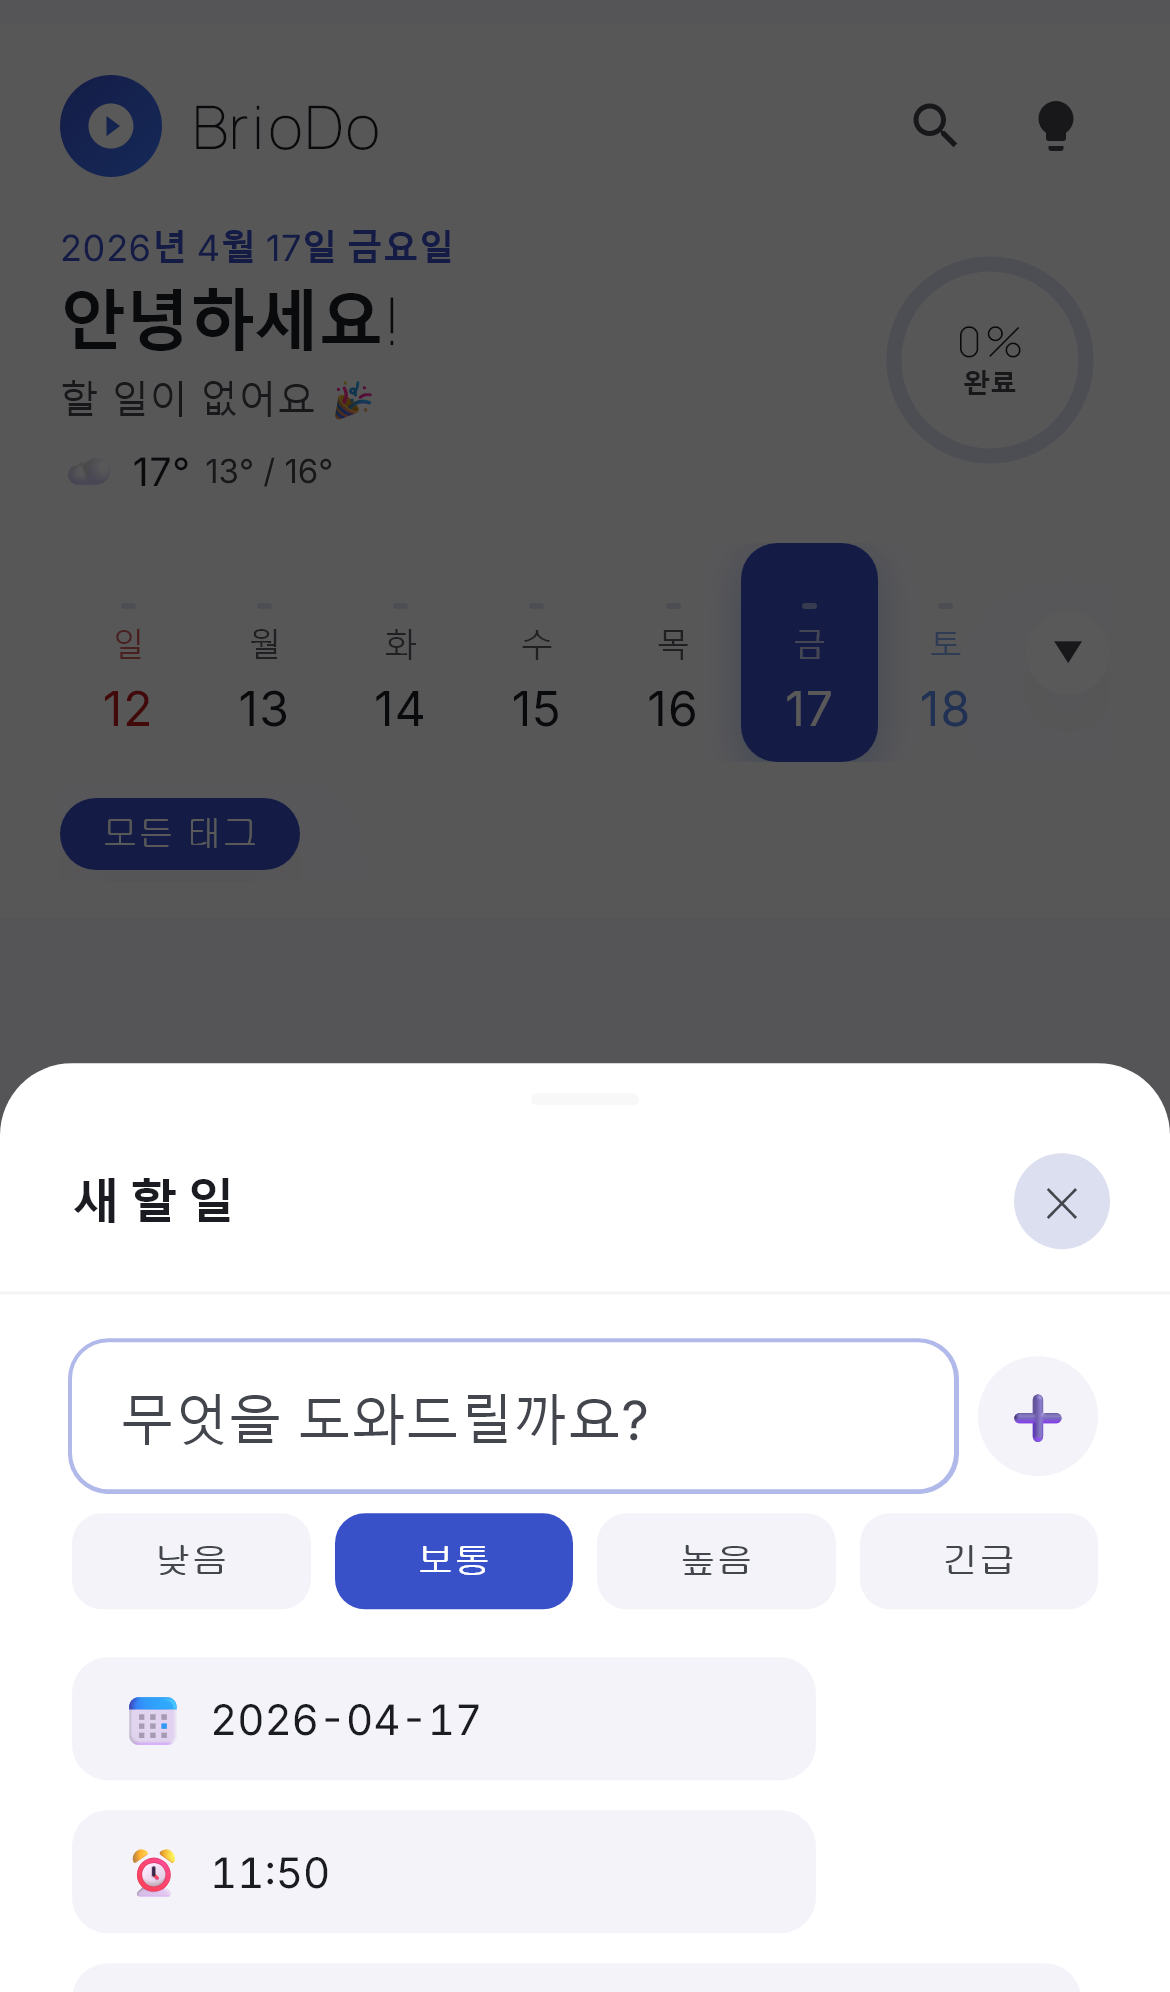 BrioDo
2026년 4월 17일 금요일
안녕하세요!
할 일이 없어요 🎉
0%
완료
17° 13° / 16°
일 월 화 수 목 금 토
12 13 14 15 16 17 18
모든 태그
새 할 일
무엇을 도와드릴까요?
낮음 보통 높음 긴급
2026-04-17
11:50